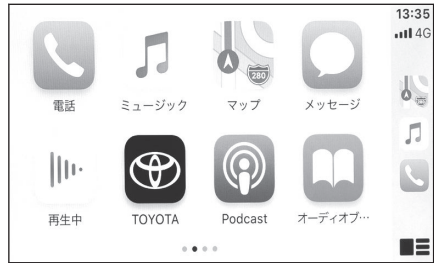 13:35
4G
280
電話
ミュージック
マップ
メッセージ
再生中
TOYOTA
Podcast
オーディオブ…